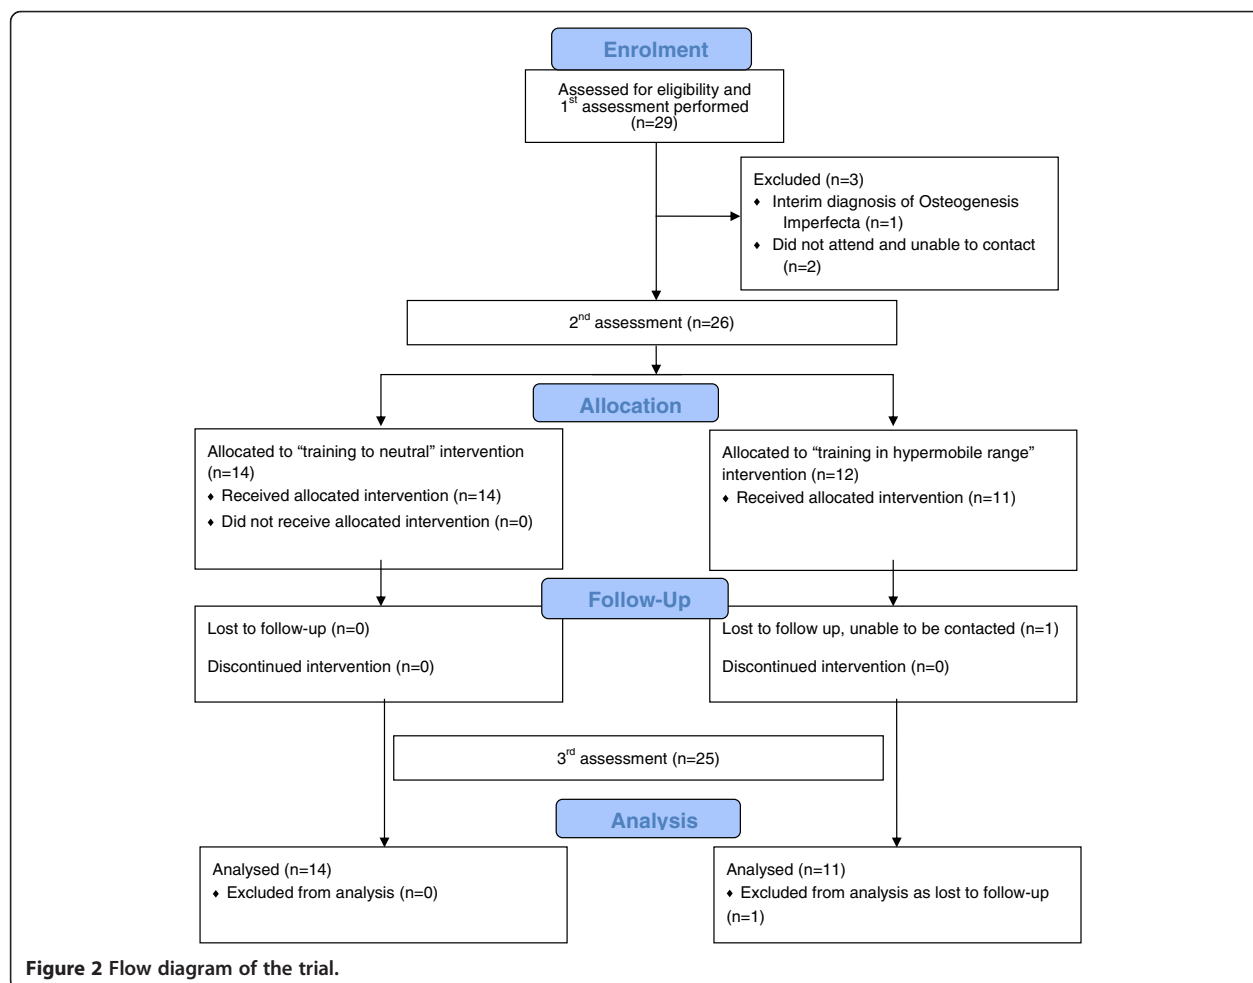 Enrolment
Assessed for eligibility and
1st assessment performed
(n=29)
Excluded (n=3)
♦ Interim diagnosis of Osteogenesis
Imperfecta (n=1)
♦ Did not attend and unable to contact
(n=2)
2nd assessment (n=26)
Allocation
Allocated to “training to neutral” intervention
(n=14)
♦ Received allocated intervention (n=14)
♦ Did not receive allocated intervention (n=0)
Allocated to “training in hypermobile range”
intervention (n=12)
♦ Received allocated intervention (n=11)
Follow-Up
Lost to follow-up (n=0)
Discontinued intervention (n=0)
Lost to follow up, unable to be contacted (n=1)
Discontinued intervention (n=0)
3rd assessment (n=25)
Analysis
Analysed (n=14)
♦ Excluded from analysis (n=0)
Analysed (n=11)
♦ Excluded from analysis as lost to follow-up
(n=1)
Figure 2 Flow diagram of the trial.